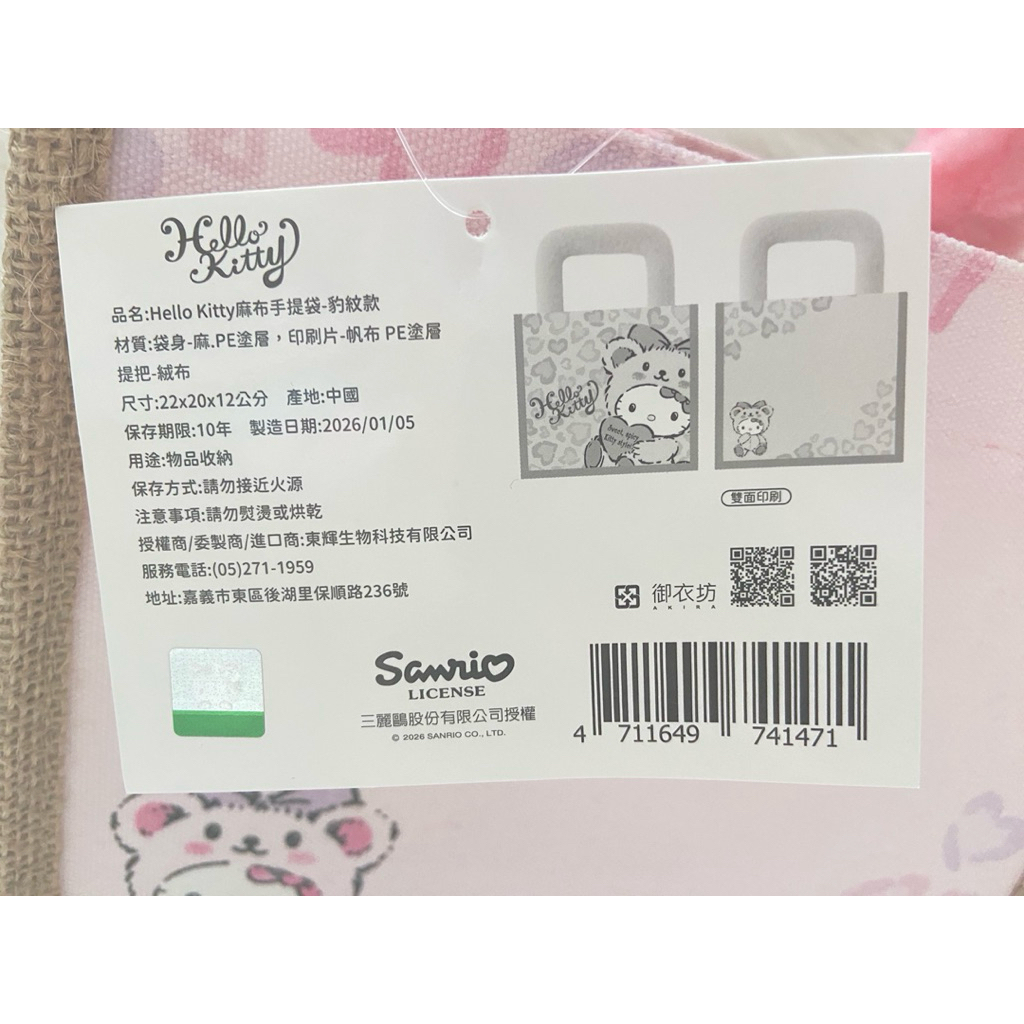 Hello Kitty
品名:Hello Kitty麻布手提袋-豹紋款
材質:袋身-麻.PE塗層，印刷片-帆布 PE塗層
提把-絨布
尺寸:22x20x12公分　產地:中國
保存期限:10年　製造日期:2026/01/05
用途:物品收納
保存方式:請勿接近火源
注意事項:請勿熨燙或烘乾
授權商/委製商/進口商:東輝生物科技有限公司
服務電話:(05)271-1959
地址:嘉義市東區後湖里保順路236號
Hello Kitty
Sweet, spicy
Kitty styles
雙面印刷
御衣坊
AKIRA
Sanrio
LICENSE
三麗鷗股份有限公司授權
© 2026 SANRIO CO., LTD.
4 711649 741471